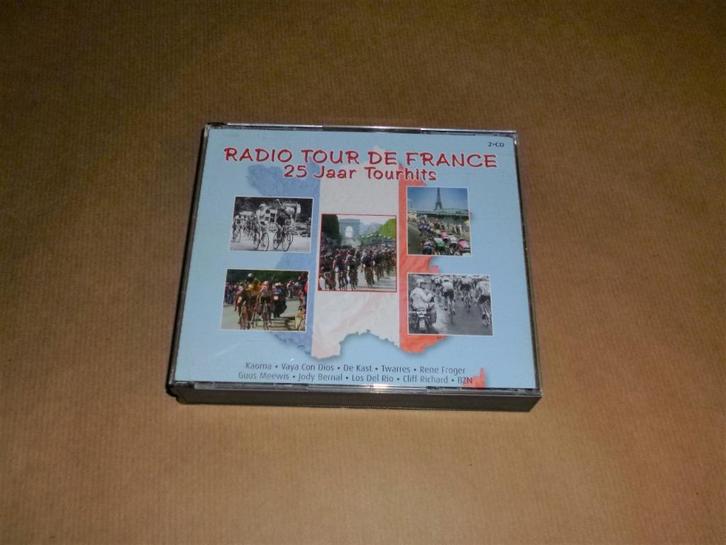 2•CD
RADIO TOUR DE FRANCE
25 Jaar Tourhits
Kaoma • Vaya Con Dios • De Kast • Twarres • Rene Froger
Guus Meewis • Jody Bernal • Los Del Rio • Cliff Richard • BZN